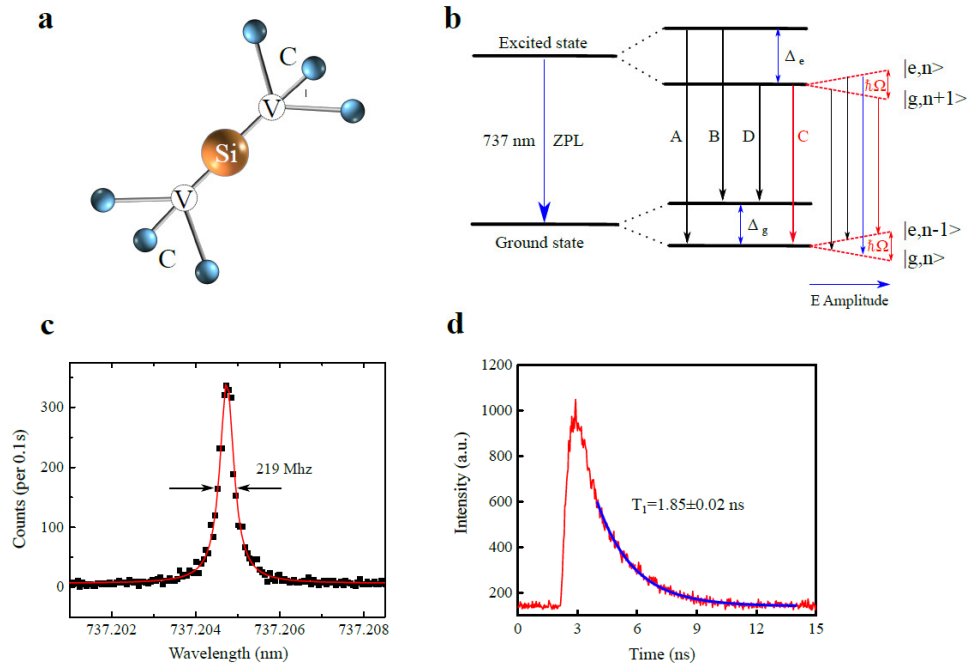 a
C
V
Si
V
C
b
Excited state
Δe
|e,n>
ħΩ
|g,n+1>
737 nm
ZPL
A
B
D
C
Ground state
Δg
|e,n-1>
ħΩ
|g,n>
E Amplitude
c
Counts (per 0.1s)
300
200
100
0
219 Mhz
737.202
737.204
737.206
737.208
Wavelength (nm)
d
Intensity (a.u.)
1200
1000
800
600
400
200
T1=1.85±0.02 ns
0
3
6
9
12
15
Time (ns)